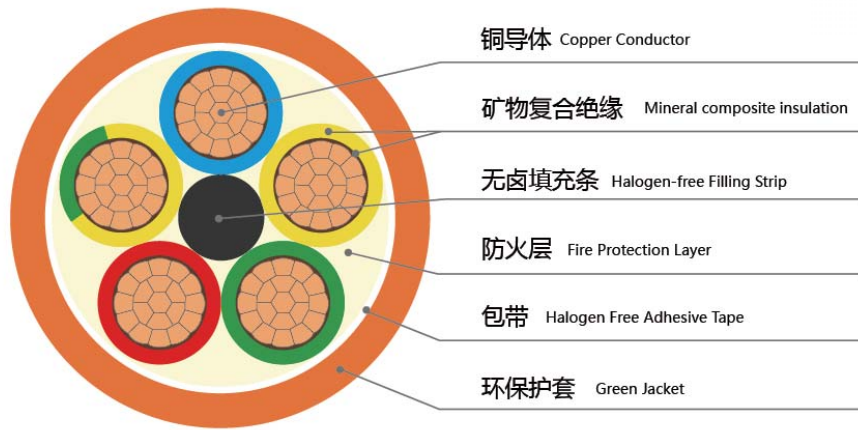 铜导体 Copper Conductor
矿物复合绝缘 Mineral composite insulation
无卤填充条 Halogen-free Filling Strip
防火层 Fire Protection Layer
包带 Halogen Free Adhesive Tape
环保护套 Green Jacket